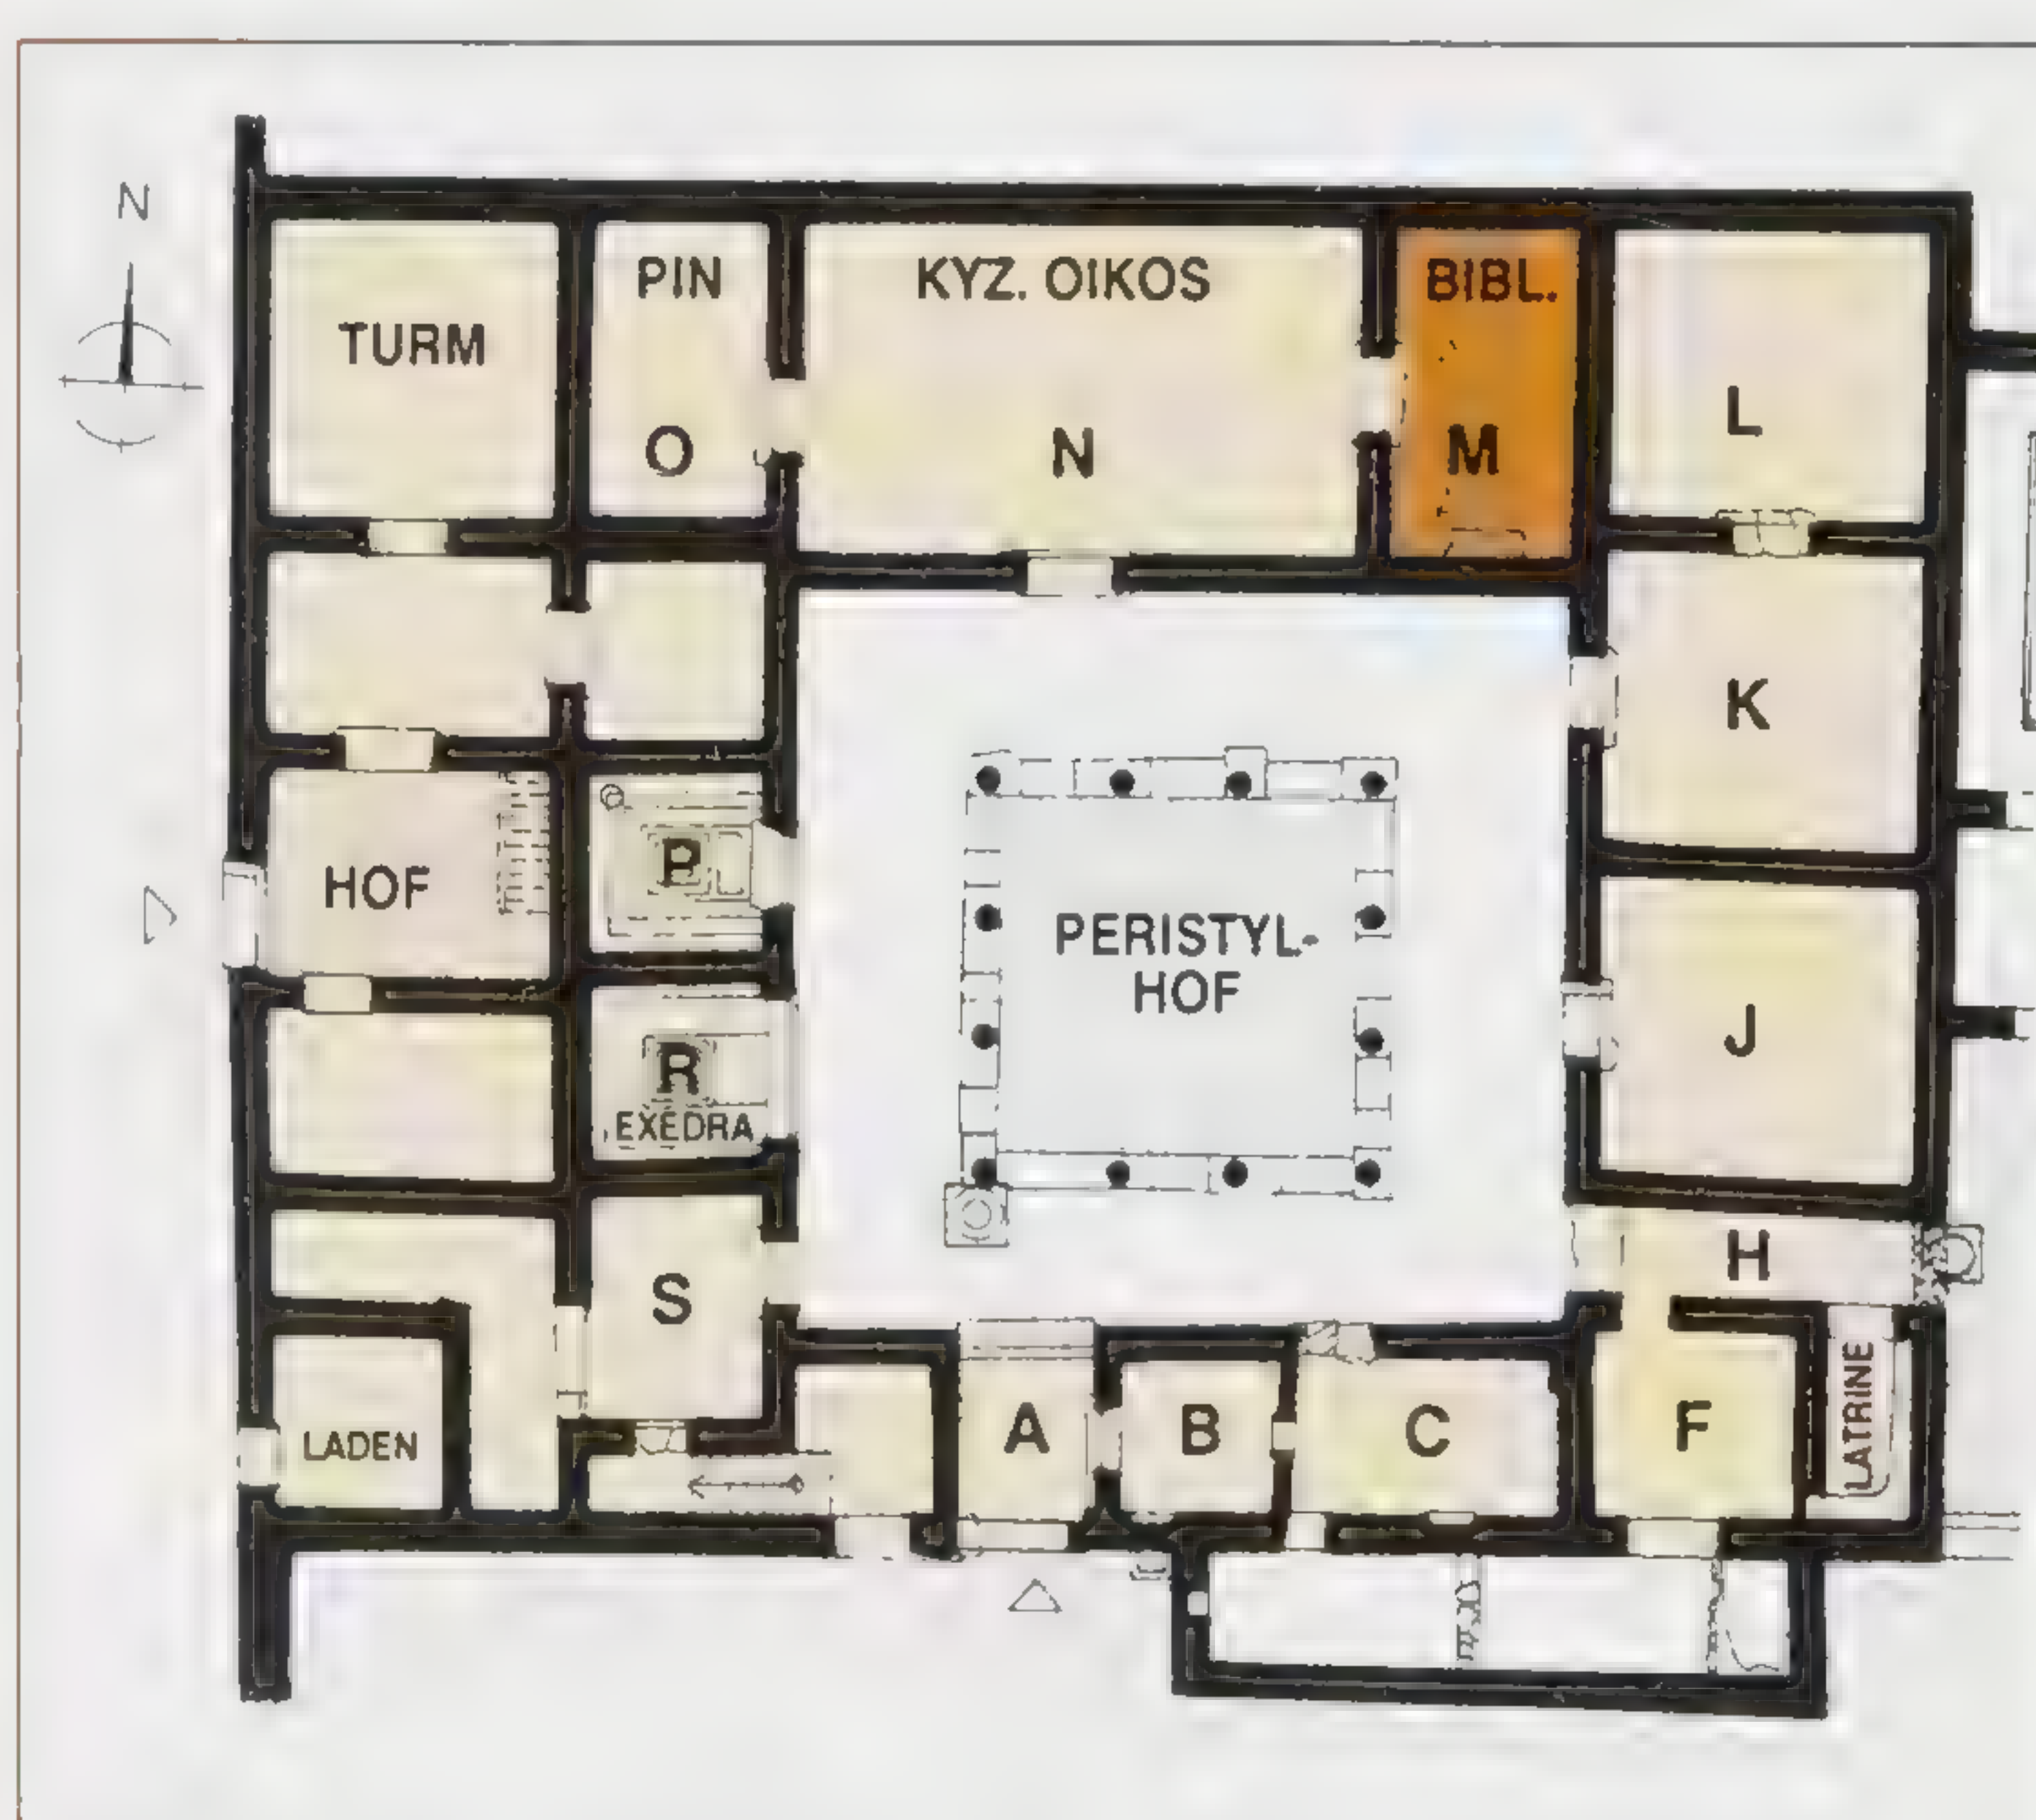 N
PIN
KYZ. OIKOS
BIBL.
TURM
L
O
N
M
K
P
HOF
PERISTYL-
HOF
J
R
EXEDRA
H
S
LADEN
A
B
C
F
LATRINE